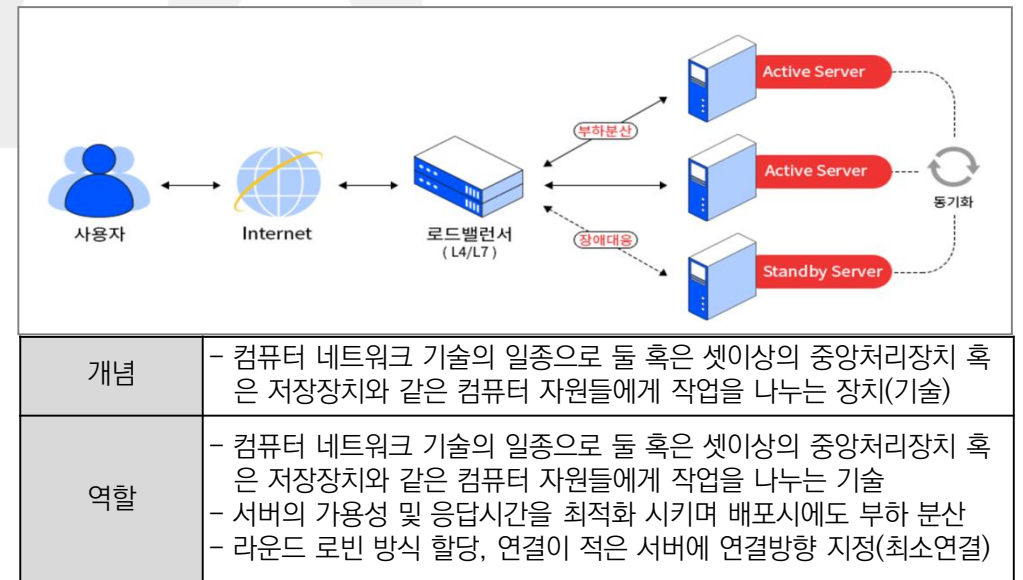 Active Server
부하분산
Active Server
동기화
사용자
Internet
로드밸런서
( L4/L7 )
장애대응
Standby Server
개념
- 컴퓨터 네트워크 기술의 일종으로 둘 혹은 셋이상의 중앙처리장치 혹
은 저장장치와 같은 컴퓨터 자원들에게 작업을 나누는 장치(기술)
역할
- 컴퓨터 네트워크 기술의 일종으로 둘 혹은 셋이상의 중앙처리장치 혹
은 저장장치와 같은 컴퓨터 자원들에게 작업을 나누는 기술
- 서버의 가용성 및 응답시간을 최적화 시키며 배포시에도 부하 분산
- 라운드 로빈 방식 할당, 연결이 적은 서버에 연결방향 지정(최소연결)